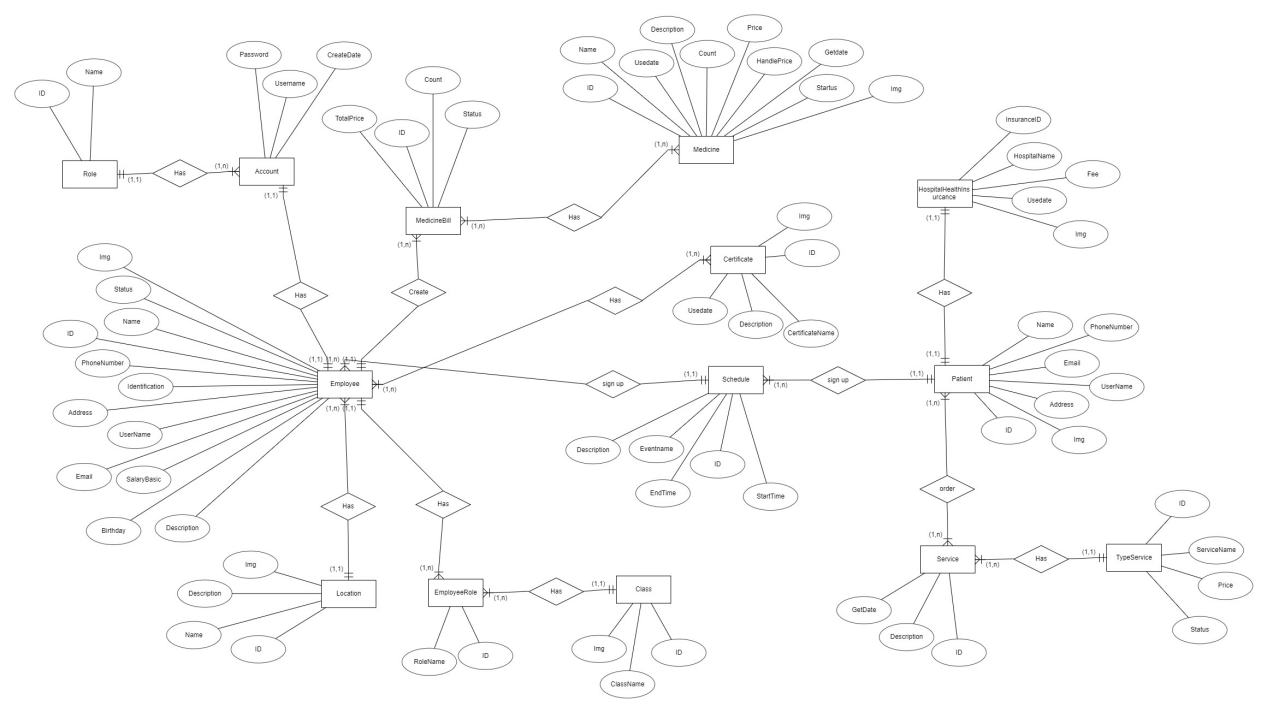 Description
Price
Name
Count
Getdate
Password
CreateDate
Usedate
HandlePrice
Name
Username
Count
ID
Startus
Img
ID
TotalPrice
ID
Status
InsuranceID
(1,n)
Medicine
HospitalName
Role
(1,1)
Has
(1,n)
Account
Fee
(1,1)
HospitalHealthIns
urcance
Usedate
MedicineBill
(1,n)
Has
(1,1)
Img
(1,n)
Img
Img
(1,n)
Certificate
ID
Status
Has
Create
Has
Has
Name
Usedate
Description
CertificateName
Name
PhoneNumber
ID
PhoneNumber
(1,1)
(1,n)
(1,1)
(1,1)
Email
Identification
Employee
(1,n)
sign up
(1,1)
Schedule
(1,n)
sign up
(1,1)
Patient
UserName
Address
(1,n)
(1,1)
(1,n)
Address
UserName
ID
Img
Email
SalaryBasic
Description
Eventname
ID
EndTime
StartTime
order
Birthday
Description
Has
Has
ID
(1,n)
Img
(1,1)
(1,n)
Service
(1,n)
Has
(1,1)
TypeService
ServiceName
Description
Location
EmployeeRole
(1,n)
Has
(1,1)
Class
Price
GetDate
Name
Description
Status
ID
RoleName
ID
Img
ID
ID
ClassName